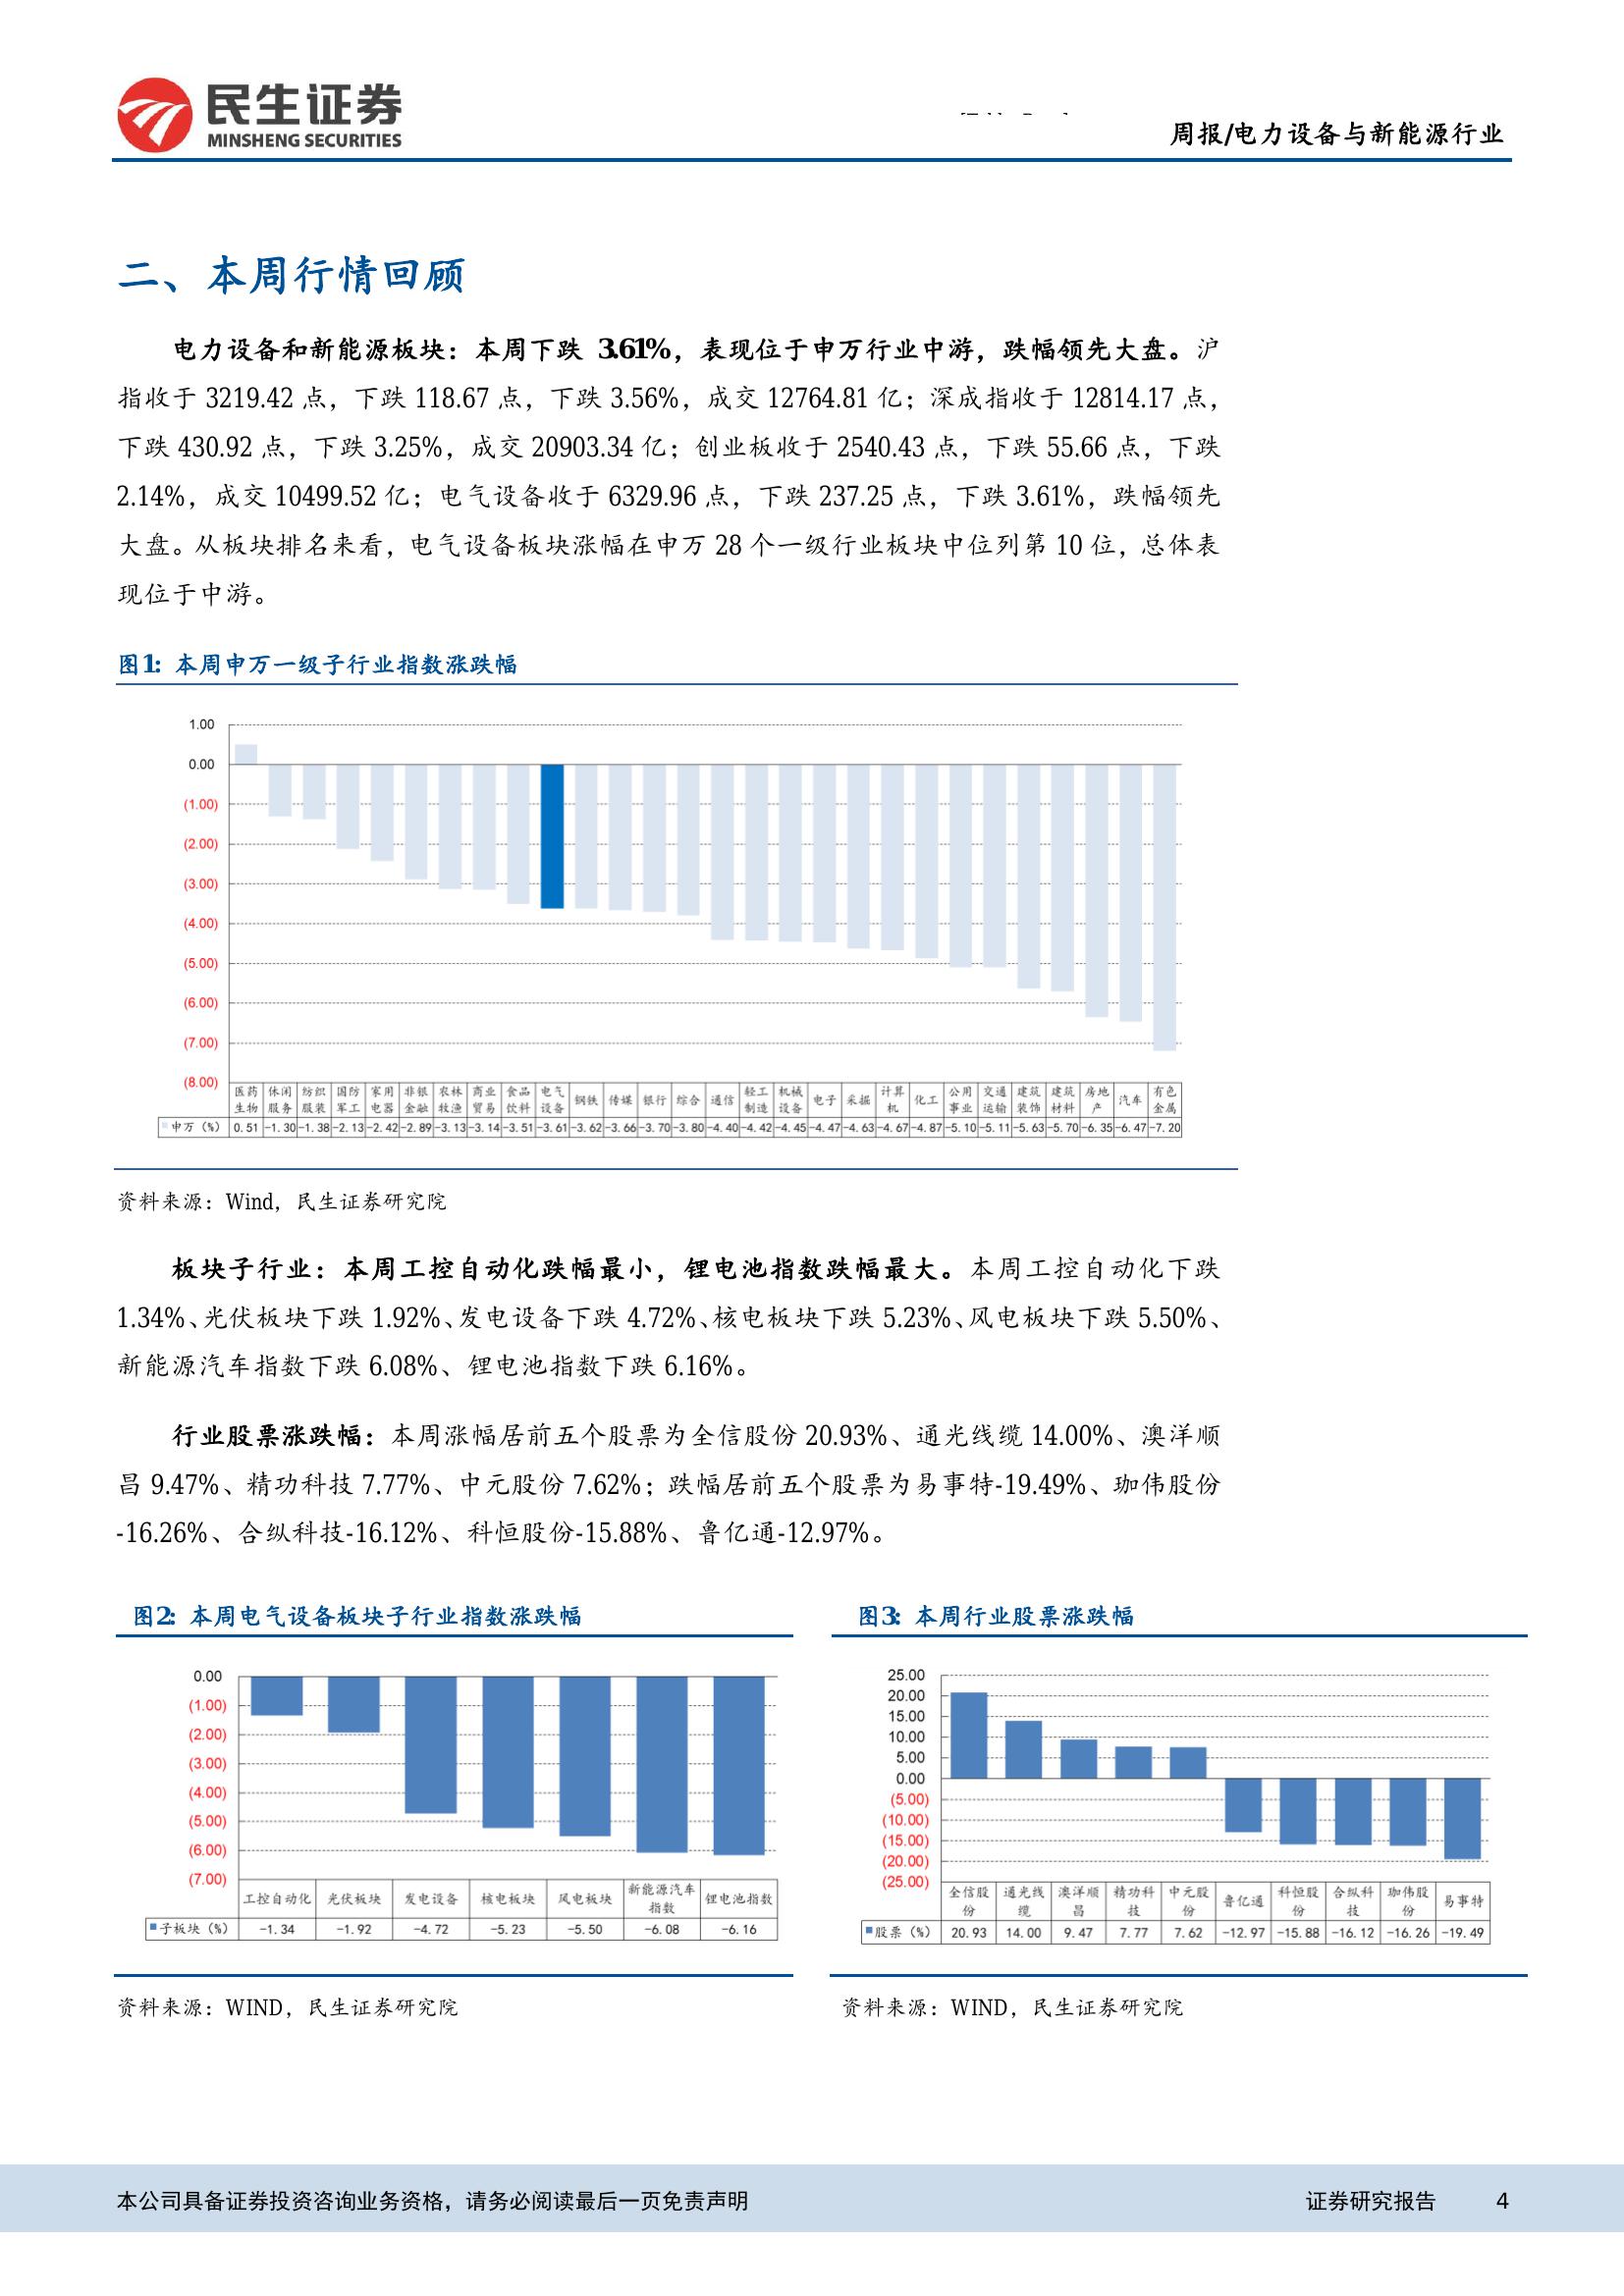 民生证券
MINSHENG SECURITIES
周报/电力设备与新能源行业
二、本周行情回顾
电力设备和新能源板块：本周下跌 3.61%，表现位于申万行业中游，跌幅领先大盘。沪
指收于 3219.42 点，下跌 118.67 点，下跌 3.56%，成交 12764.81 亿；深成指收于 12814.17 点，
下跌 430.92 点，下跌 3.25%，成交 20903.34 亿；创业板收于 2540.43 点，下跌 55.66 点，下跌
2.14%，成交 10499.52 亿；电气设备收于 6329.96 点，下跌 237.25 点，下跌 3.61%，跌幅领先
大盘。从板块排名来看，电气设备板块涨幅在申万 28 个一级行业板块中位列第 10 位，总体表
现位于中游。
图1：本周申万一级子行业指数涨跌幅
1.00
0.00
(1.00)
(2.00)
(3.00)
(4.00)
(5.00)
(6.00)
(7.00)
(8.00)
医药 休闲 纺织 国防 家用 非银 农林 商业 食品 电气 钢铁 传媒 银行 综合 通信 轻工 机械 电子 采掘 计算 化工 公用 交通 建筑 建筑 房地 汽车 有色
生物 服务 服装 军工 电器 金融 牧渔 贸易 饮料 设备 制造 设备 机 事业 运输 装饰 材料 产 金属
申万（%） 0.51 -1.30 -1.38 -2.13 -2.42 -2.89 -3.13 -3.14 -3.51 -3.61 -3.62 -3.66 -3.70 -3.80 -4.40 -4.42 -4.45 -4.47 -4.63 -4.67 -4.87 -5.10 -5.11 -5.63 -5.70 -6.35 -6.47 -7.20
资料来源：Wind，民生证券研究院
板块子行业：本周工控自动化跌幅最小，锂电池指数跌幅最大。本周工控自动化下跌
1.34%、光伏板块下跌 1.92%、发电设备下跌 4.72%、核电板块下跌 5.23%、风电板块下跌 5.50%、
新能源汽车指数下跌 6.08%、锂电池指数下跌 6.16%。
行业股票涨跌幅：本周涨幅居前五个股票为全信股份 20.93%、通光线缆 14.00%、澳洋顺
昌 9.47%、精功科技 7.77%、中元股份 7.62%；跌幅居前五个股票为易事特-19.49%、珈伟股份
-16.26%、合纵科技-16.12%、科恒股份-15.88%、鲁亿通-12.97%。
图2：本周电气设备板块子行业指数涨跌幅
0.00
(1.00)
(2.00)
(3.00)
(4.00)
(5.00)
(6.00)
(7.00)
工控自动化 光伏板块 发电设备 核电板块 风电板块 新能源汽车 锂电池指数
指数
子板块（%） -1.34 -1.92 -4.72 -5.23 -5.50 -6.08 -6.16
资料来源：WIND，民生证券研究院
图3：本周行业股票涨跌幅
25.00
20.00
15.00
10.00
5.00
0.00
(5.00)
(10.00)
(15.00)
(20.00)
(25.00)
全信股 通光线 澳洋顺 精功科 中元股 鲁亿通 科恒股 合纵科 珈伟股 易事特
份 缆 昌 技 份 份 技 份
股票（%） 20.93 14.00 9.47 7.77 7.62 -12.97 -15.88 -16.12 -16.26 -19.49
资料来源：WIND，民生证券研究院
本公司具备证券投资咨询业务资格，请务必阅读最后一页免责声明
证券研究报告 4